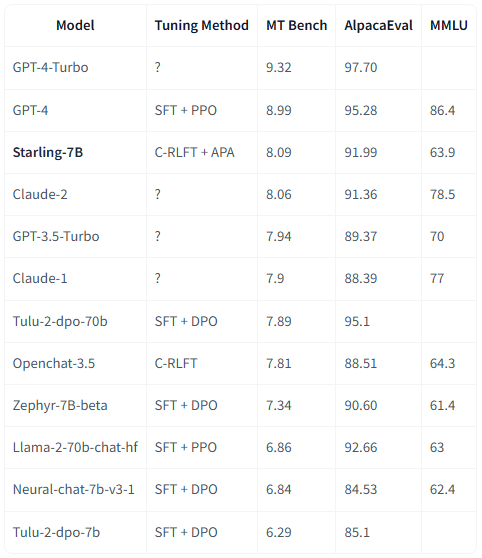 Model Tuning Method MT Bench AlpacaEval MMLU
GPT-4-Turbo ? 9.32 97.70
GPT-4 SFT + PPO 8.99 95.28 86.4
Starling-7B C-RLFT + APA 8.09 91.99 63.9
Claude-2 ? 8.06 91.36 78.5
GPT-3.5-Turbo ? 7.94 89.37 70
Claude-1 ? 7.9 88.39 77
Tulu-2-dpo-70b SFT + DPO 7.89 95.1
Openchat-3.5 C-RLFT 7.81 88.51 64.3
Zephyr-7B-beta SFT + DPO 7.34 90.60 61.4
Llama-2-70b-chat-hf SFT + PPO 6.86 92.66 63
Neural-chat-7b-v3-1 SFT + DPO 6.84 84.53 62.4
Tulu-2-dpo-7b SFT + DPO 6.29 85.1